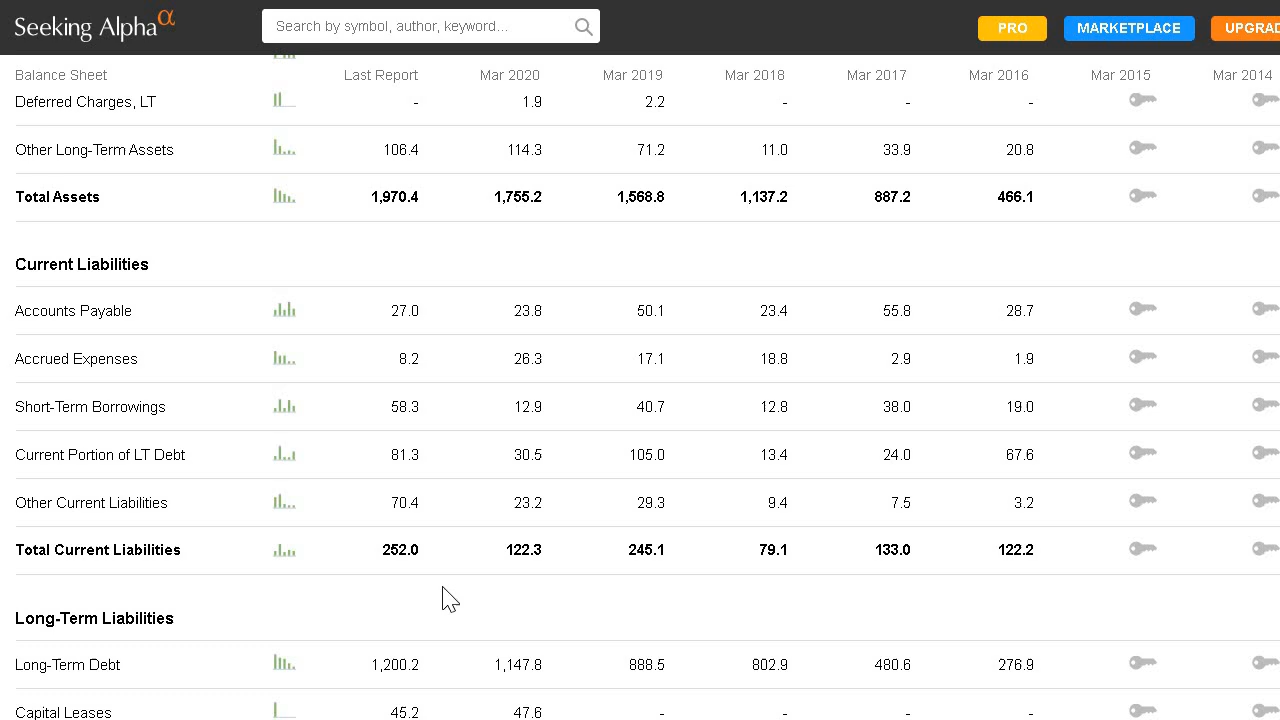 Seeking Alphaα
Search by symbol, author, keyword...
PRO
MARKETPLACE
UPGRAD
Balance Sheet Last Report Mar 2020 Mar 2019 Mar 2018 Mar 2017 Mar 2016 Mar 2015 Mar 2014
Deferred Charges, LT - 1.9 2.2 - - -
Other Long-Term Assets 106.4 114.3 71.2 11.0 33.9 20.8
Total Assets 1,970.4 1,755.2 1,568.8 1,137.2 887.2 466.1
Current Liabilities
Accounts Payable 27.0 23.8 50.1 23.4 55.8 28.7
Accrued Expenses 8.2 26.3 17.1 18.8 2.9 1.9
Short-Term Borrowings 58.3 12.9 40.7 12.8 38.0 19.0
Current Portion of LT Debt 81.3 30.5 105.0 13.4 24.0 67.6
Other Current Liabilities 70.4 23.2 29.3 9.4 7.5 3.2
Total Current Liabilities 252.0 122.3 245.1 79.1 133.0 122.2
Long-Term Liabilities
Long-Term Debt 1,200.2 1,147.8 888.5 802.9 480.6 276.9
Capital Leases 45.2 47.6 - - - -